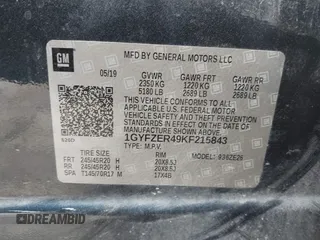 GM
MFD BY GENERAL MOTORS LLC
05/19 GVWR GAWR FRT GAWR RR
2350 KG 1220 KG 1220 KG
5180 LB 2689 LB 2689 LB
THIS VEHICLE CONFORMS TO ALL APPLICABLE
U.S. FEDERAL MOTOR VEHICLE SAFETY, BUMPER,
AND THEFT PREVENTION STANDARDS IN EFFECT
ON THE DATE OF MANUFACTURE SHOWN ABOVE.
1GYFZER49KF215843
TYPE: M.P.V. MODEL:
TIRE SIZE RIM
FRT 245/45R20 H 20X8.5J
RR 245/45R20 H 20X8.5J
SPA T145/70R17 M 17X4B
AUTOBIDMASTER